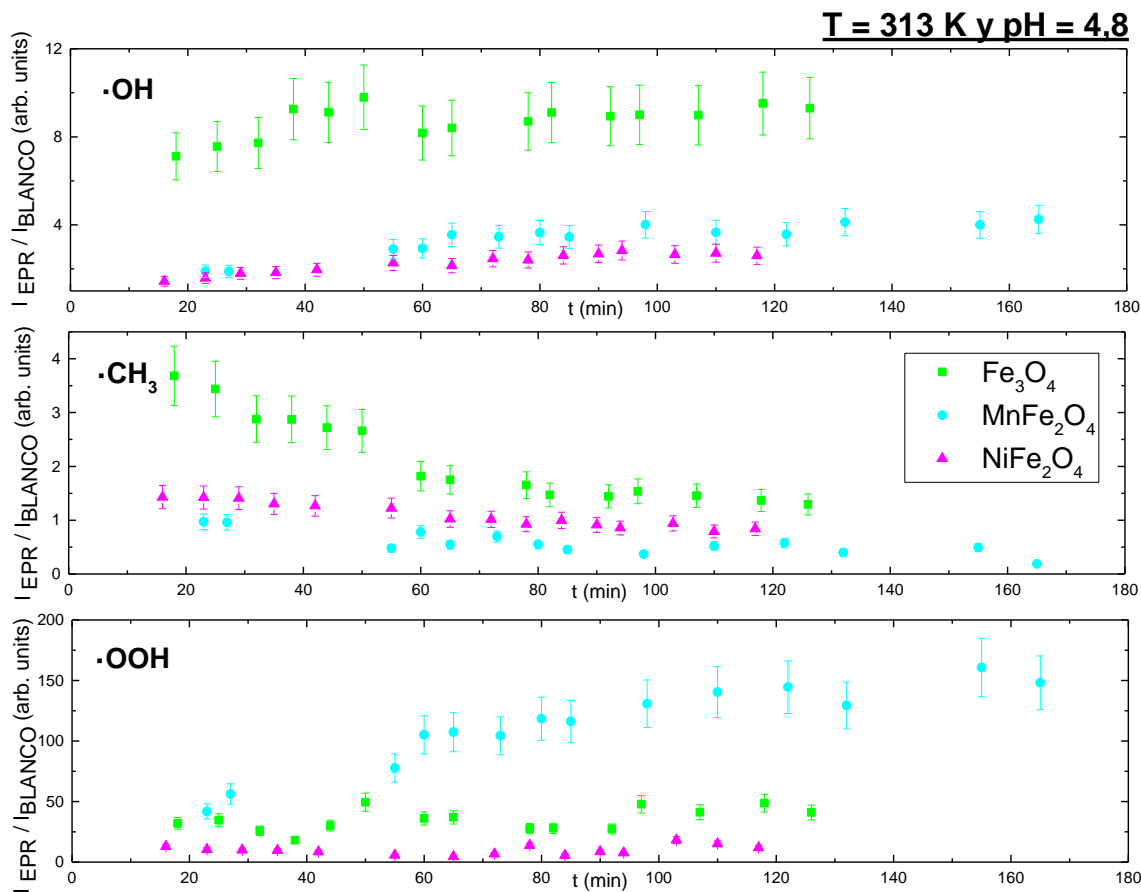 T = 313 K y pH = 4,8
I EPR / I BLANCO (arb. units)
12
8
4
·OH
0 20 40 60 80 100 120 140 160 180
t (min)
I EPR / I BLANCO (arb. units)
4
3
2
1
0
·CH3
Fe3O4
MnFe2O4
NiFe2O4
0 20 40 60 80 100 120 140 160 180
t (min)
I EPR / I BLANCO (arb. units)
200
150
100
50
0
·OOH
0 20 40 60 80 100 120 140 160 180
t (min)